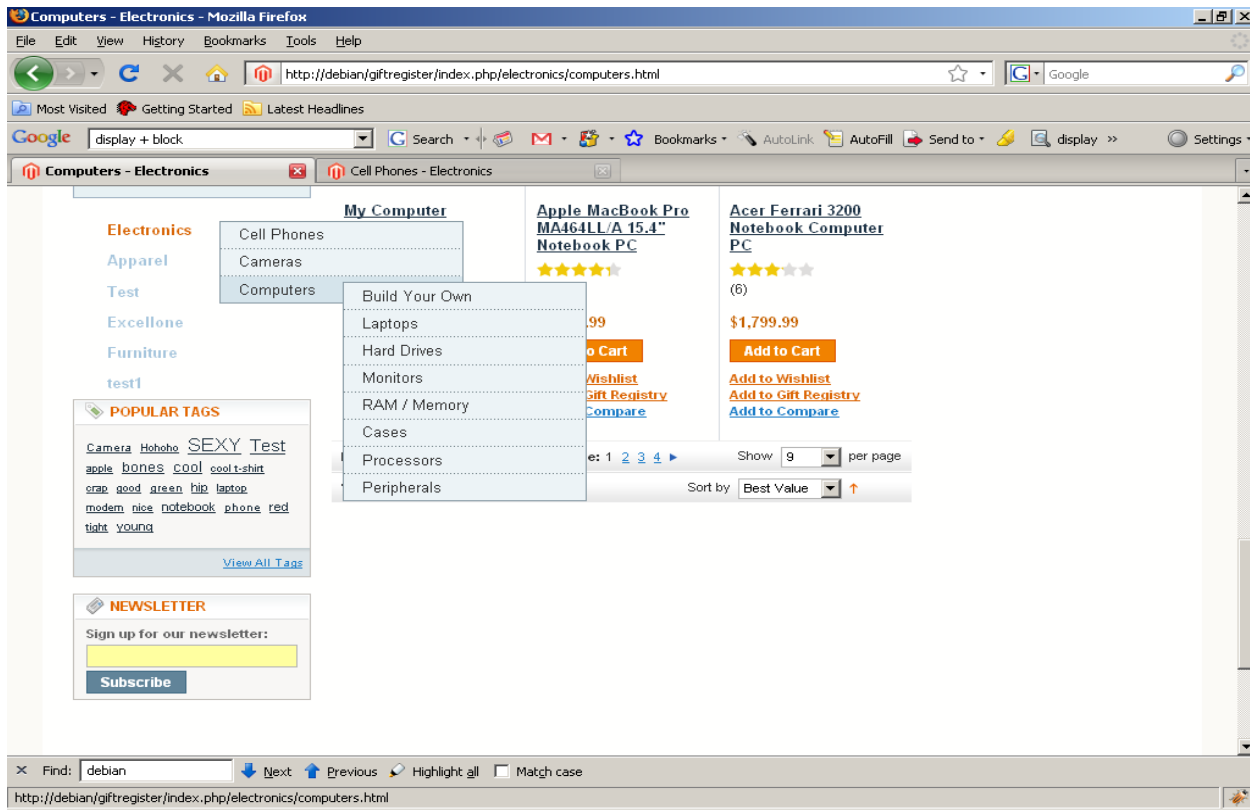 Computers - Electronics - Mozilla Firefox
File Edit View History Bookmarks Tools Help
http://debian/giftregister/index.php/electronics/computers.html
G Google
Most Visited Getting Started Latest Headlines
Google display + block G Search Bookmarks AutoLink AutoFill Send to display » Settings
Computers - Electronics
Cell Phones - Electronics
Electronics
Apparel
Test
Excellone
Furniture
test1
Cell Phones
Cameras
Computers
Build Your Own
Laptops
Hard Drives
Monitors
RAM / Memory
Cases
Processors
Peripherals
My Computer
Apple MacBook Pro
MA464LL/A 15.4"
Notebook PC
.99
o Cart
Wishlist
Gift Registry
Compare
Acer Ferrari 3200
Notebook Computer
PC
(6)
$1,799.99
Add to Cart
Add to Wishlist
Add to Gift Registry
Add to Compare
e: 1 2 3 4 Show 9 per page
Sort by Best Value
POPULAR TAGS
Camera Hohoho SEXY Test
apple bones cool cool t-shirt
crap good green hip laptop
modem nice notebook phone red
tight young
View All Tags
NEWSLETTER
Sign up for our newsletter:
Subscribe
Find: debian Next Previous Highlight all Match case
http://debian/giftregister/index.php/electronics/computers.html